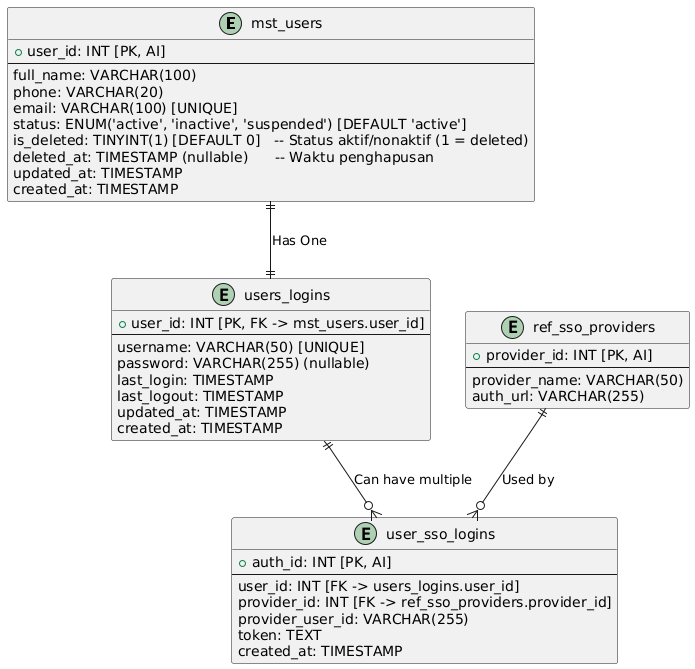 E mst_users
user_id: INT [PK, AI]
full_name: VARCHAR(100)
phone: VARCHAR(20)
email: VARCHAR(100) [UNIQUE]
status: ENUM('active', 'inactive', 'suspended') [DEFAULT 'active']
is_deleted: TINYINT(1) [DEFAULT 0]   -- Status aktif/nonaktif (1 = deleted)
deleted_at: TIMESTAMP (nullable)      -- Waktu penghapusan
updated_at: TIMESTAMP
created_at: TIMESTAMP
Has One
E users_logins
user_id: INT [PK, FK -> mst_users.user_id]
username: VARCHAR(50) [UNIQUE]
password: VARCHAR(255) (nullable)
last_login: TIMESTAMP
last_logout: TIMESTAMP
updated_at: TIMESTAMP
created_at: TIMESTAMP
E ref_sso_providers
provider_id: INT [PK, AI]
provider_name: VARCHAR(50)
auth_url: VARCHAR(255)
Can have multiple
Used by
E user_sso_logins
auth_id: INT [PK, AI]
user_id: INT [FK -> users_logins.user_id]
provider_id: INT [FK -> ref_sso_providers.provider_id]
provider_user_id: VARCHAR(255)
token: TEXT
created_at: TIMESTAMP